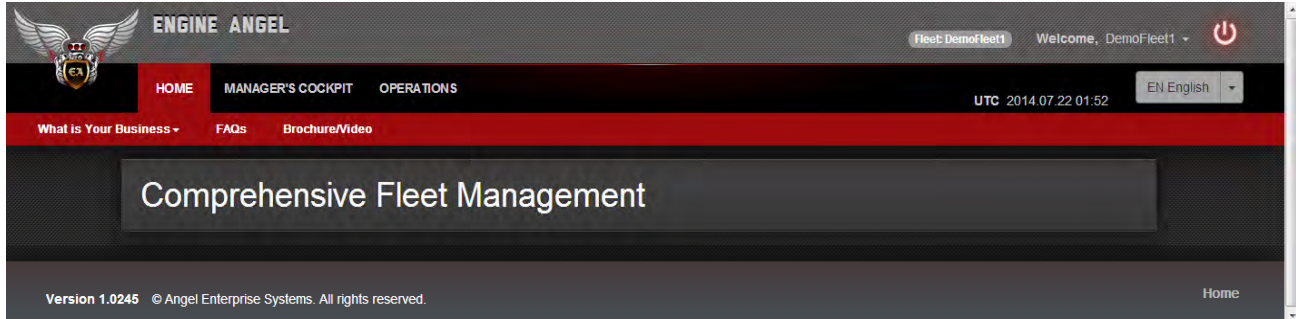 ENGINE ANGEL
Fleet: DemoFleet1 Welcome, DemoFleet1
EA
HOME MANAGER'S COCKPIT OPERATIONS
UTC 2014.07.22 01:52 EN English
What is Your Business FAQs Brochure/Video
Comprehensive Fleet Management
Version 1.0245 © Angel Enterprise Systems. All rights reserved. Home